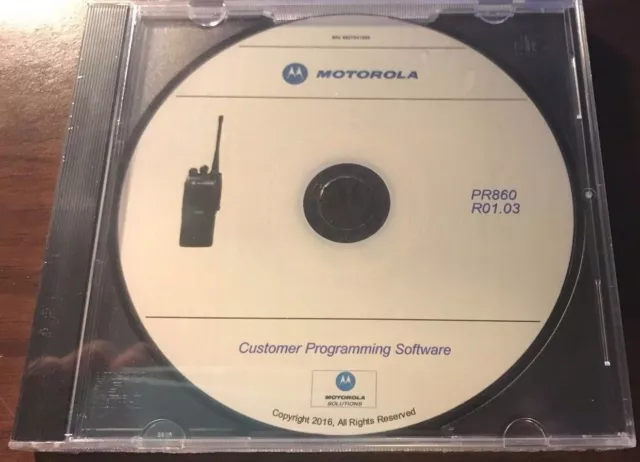 MOTOROLA
PR860
R01.03
Customer Programming Software
MOTOROLA
SOLUTIONS
Copyright 2016, All Rights Reserved